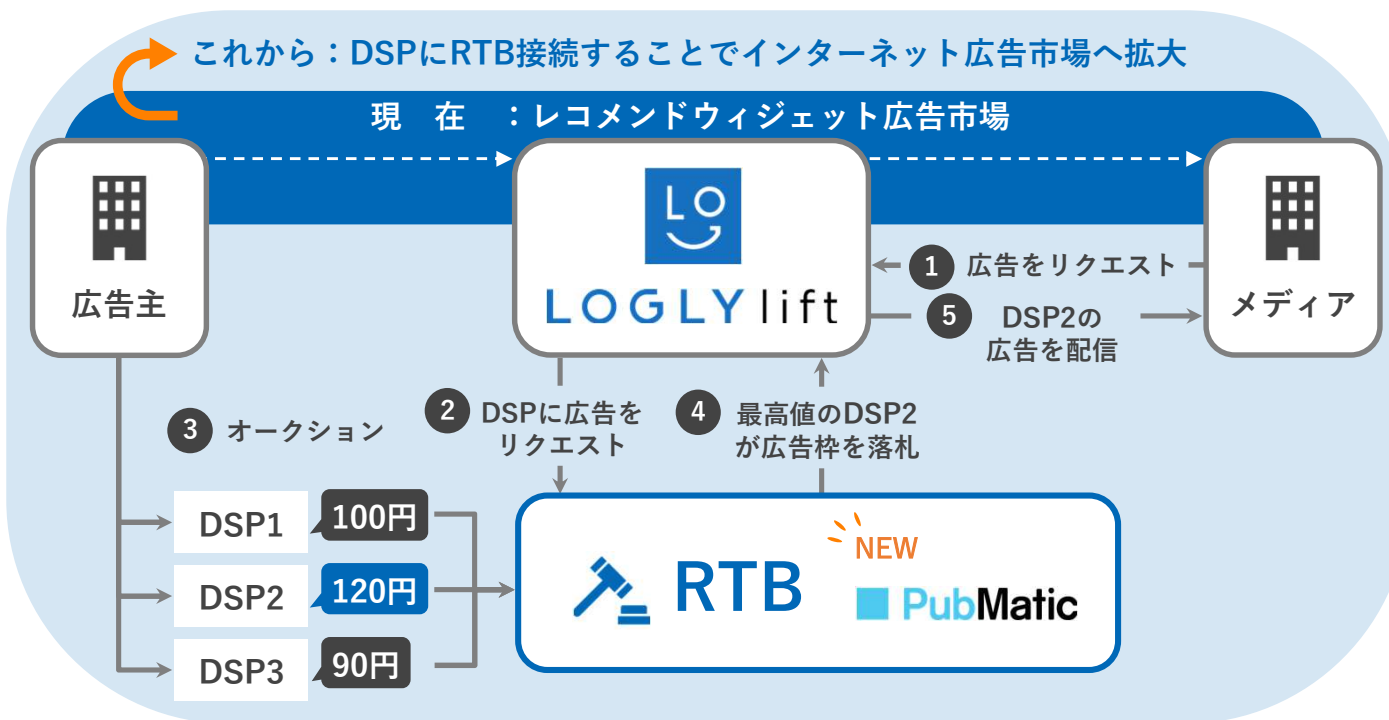 これから：DSPにRTB接続することでインターネット広告市場へ拡大
現　在　：レコメンドウィジェット広告市場
広告主
LO
LOGLY lift
メディア
1 広告をリクエスト
5 DSP2の
広告を配信
2 DSPに広告を
リクエスト
4 最高値のDSP2
が広告枠を落札
3 オークション
DSP1 100円
DSP2 120円
DSP3 90円
RTB
NEW
PubMatic